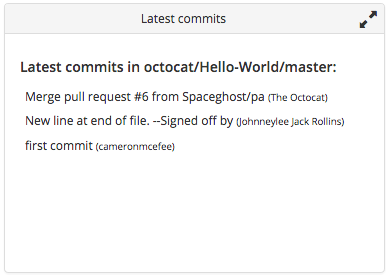 Latest commits
Latest commits in octocat/Hello-World/master:
Merge pull request #6 from Spaceghost/pa (The Octocat)
New line at end of file. --Signed off by (Johnneylee Jack Rollins)
first commit (cameronmcefee)